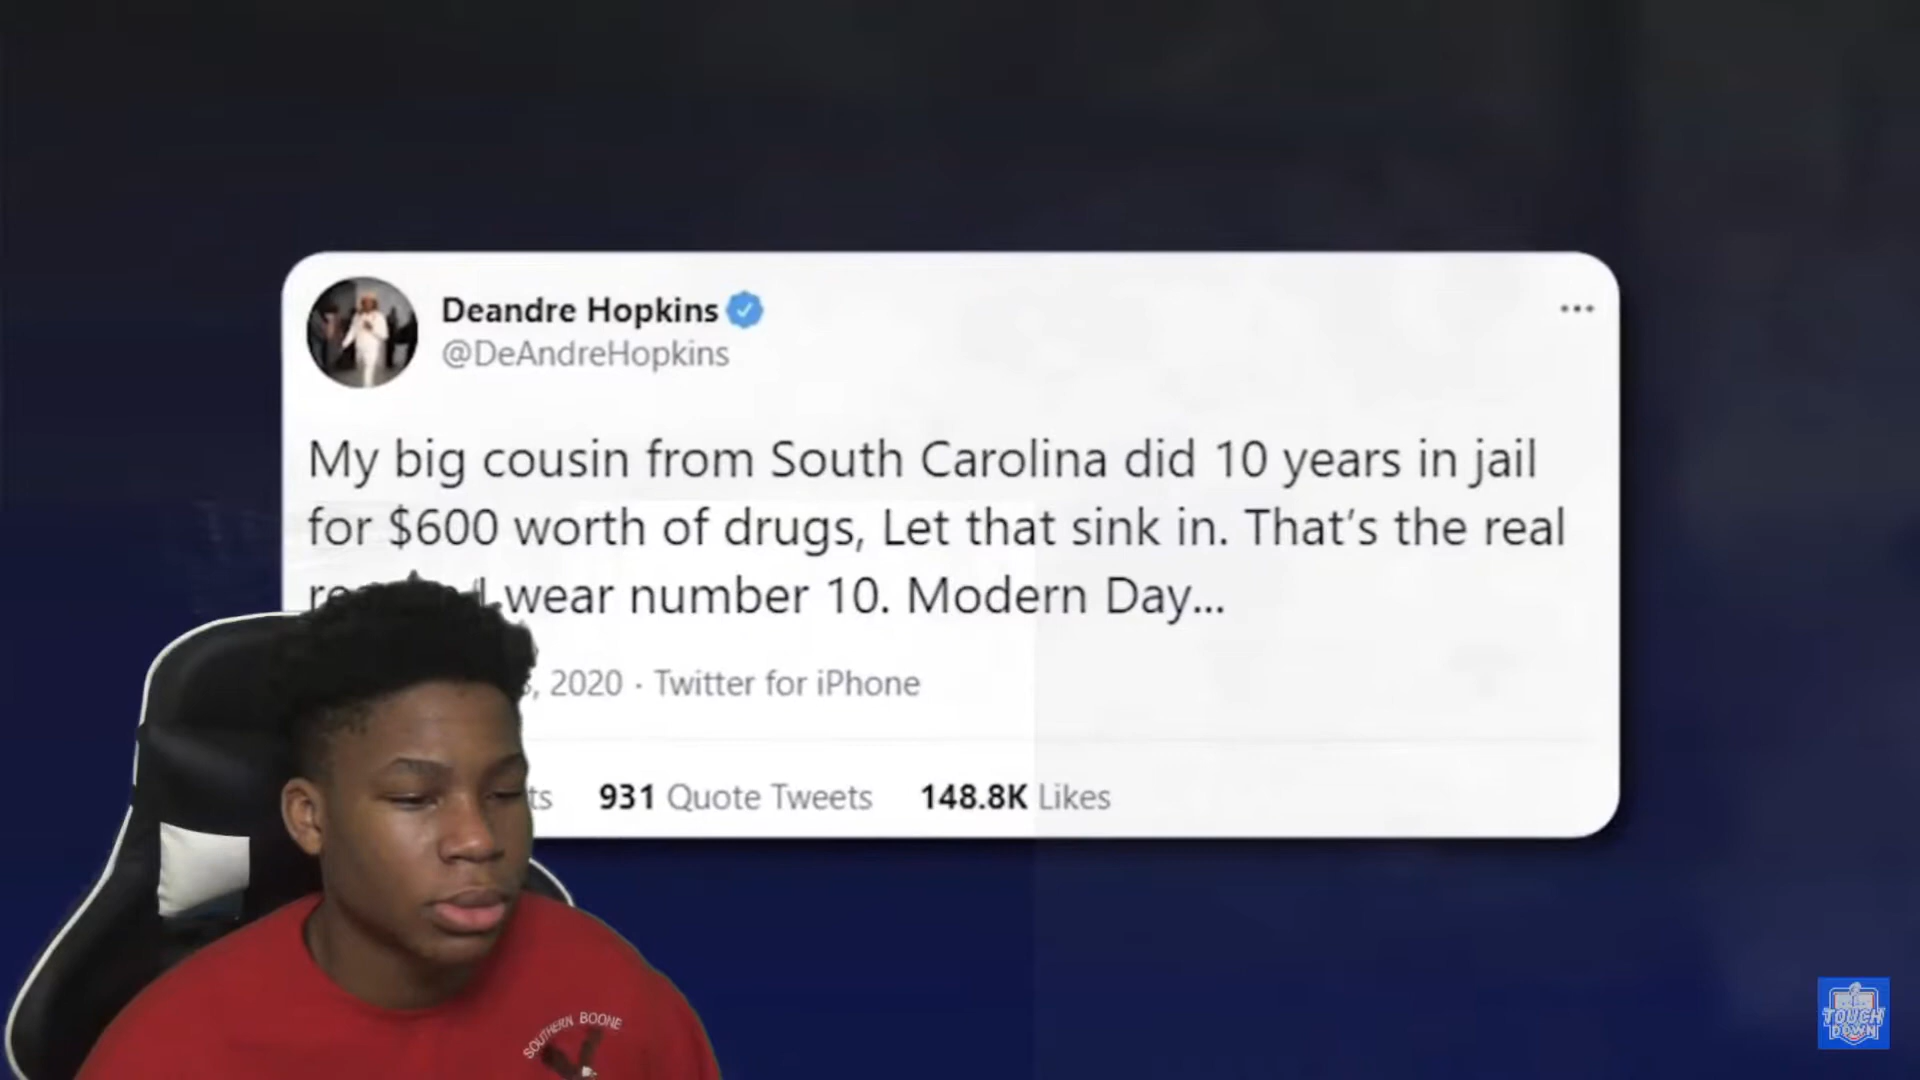 Deandre Hopkins
@DeAndreHopkins
My big cousin from South Carolina did 10 years in jail
for $600 worth of drugs, Let that sink in. That's the real
I wear number 10. Modern Day...
, 2020 · Twitter for iPhone
931 Quote Tweets 148.8K Likes
SOUTHERN BOONE
TOUCH
DOWN